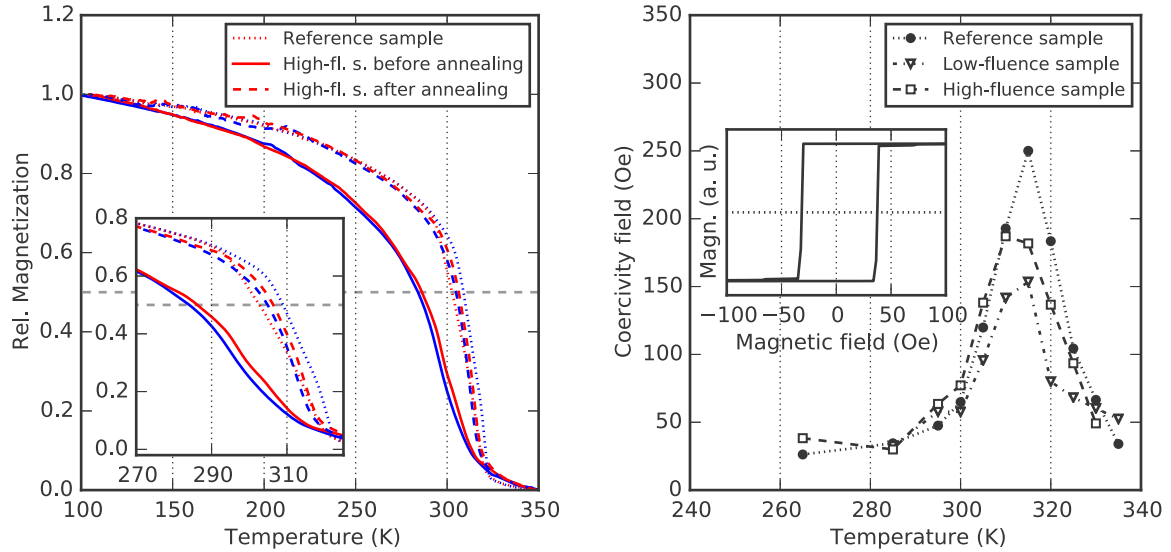 1.2
1.0
0.8
0.6
0.4
0.2
0.0
Rel. Magnetization
100 150 200 250 300 350
Temperature (K)
Reference sample
High-fl. s. before annealing
High-fl. s. after annealing
0.8
0.6
0.4
0.2
0.0
270 290 310
350
300
250
200
150
100
50
0
Coercivity field (Oe)
240 260 280 300 320 340
Temperature (K)
Reference sample
Low-fluence sample
High-fluence sample
Magn. (a. u.)
−100 −50 0 50 100
Magnetic field (Oe)